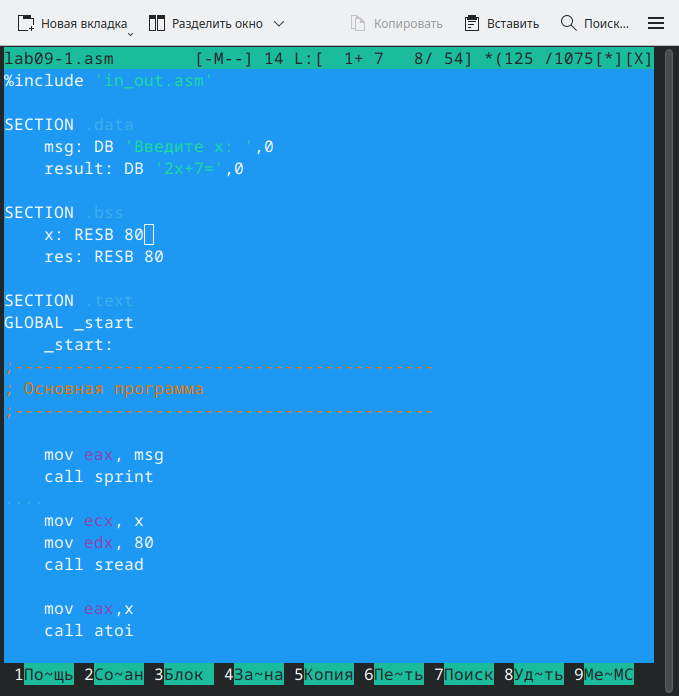 Новая вкладка Разделить окно Копировать Вставить Поиск...
lab09-1.asm [-M--] 14 L:[ 1+ 7 8/ 54] *(125 /1075[*][X]
%include 'in_out.asm'
SECTION .data
msg: DB 'Введите x: ',0
result: DB '2x+7=',0
SECTION .bss
x: RESB 80
res: RESB 80
SECTION .text
GLOBAL _start
_start:
;------------------------------------------
; Основная программа
;------------------------------------------
mov eax, msg
call sprint
....
mov ecx, x
mov edx, 80
call sread
mov eax,x
call atoi
1По~щь 2Со~ан 3Блок 4За~на 5Копия 6Пе~ть 7Поиск 8Уд~ть 9Ме~МС